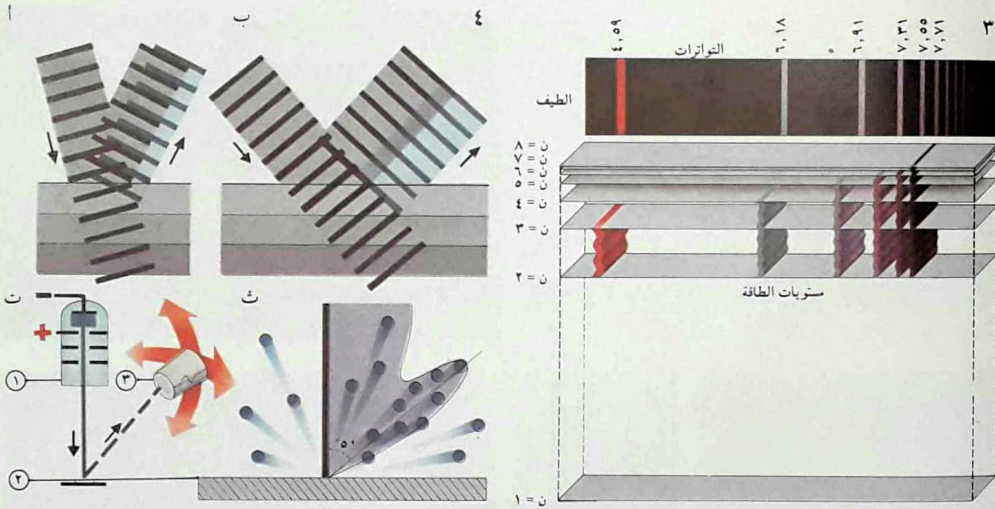 ٣
٧,٧١
٧,٥٥
٧,٣١
٦,٩١
٦,١٨
٤,٥٩
التواترات
الطيف
ن = ٨
ن = ٧
ن = ٦
ن = ٥
ن = ٤
ن = ٣
ن = ٢
مستويات الطاقة
ن = ١
٤
ب
أ
ث
٥٠
ت
١
٣
٢